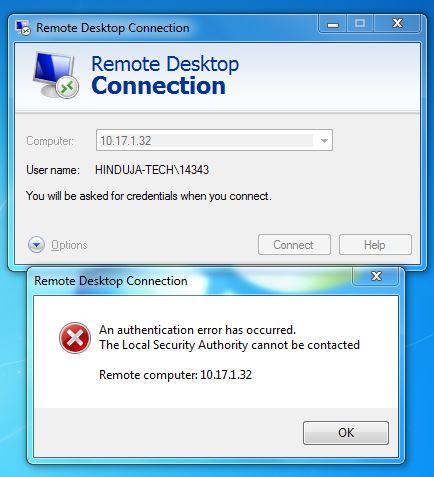 Remote Desktop Connection
Remote Desktop
Connection
Computer: 10.17.1.32
User name: HINDUJA-TECH\14343
You will be asked for credentials when you connect.
Options Connect Help
Remote Desktop Connection
An authentication error has occurred.
The Local Security Authority cannot be contacted
Remote computer: 10.17.1.32
OK